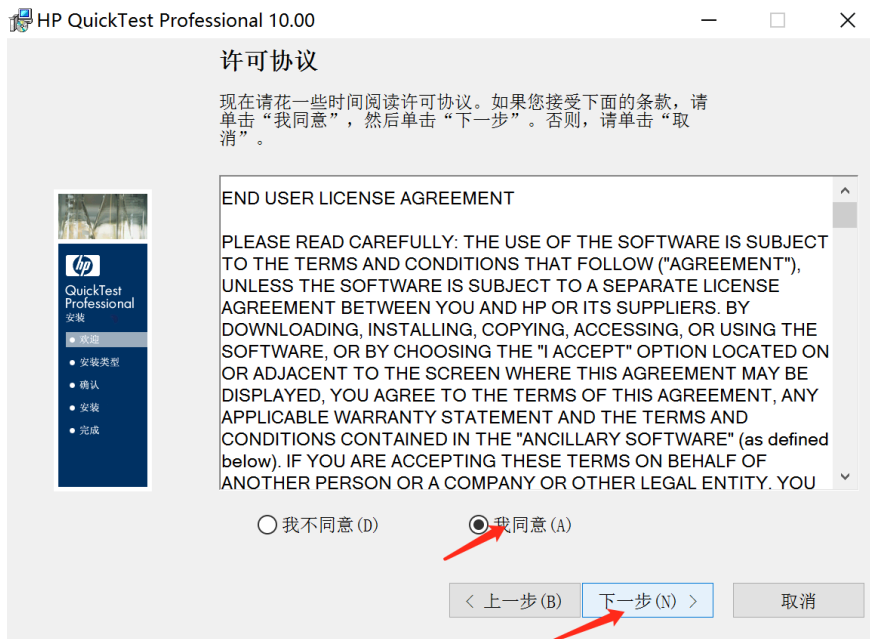 HP QuickTest Professional 10.00
许可协议
现在请花一些时间阅读许可协议。如果您接受下面的条款，请
单击“我同意”，然后单击“下一步”。否则，请单击“取
消”。
hp
QuickTest
Professional
安装
欢迎
安装类型
确认
安装
完成
END USER LICENSE AGREEMENT
PLEASE READ CAREFULLY: THE USE OF THE SOFTWARE IS SUBJECT
TO THE TERMS AND CONDITIONS THAT FOLLOW ("AGREEMENT"),
UNLESS THE SOFTWARE IS SUBJECT TO A SEPARATE LICENSE
AGREEMENT BETWEEN YOU AND HP OR ITS SUPPLIERS. BY
DOWNLOADING, INSTALLING, COPYING, ACCESSING, OR USING THE
SOFTWARE, OR BY CHOOSING THE "I ACCEPT" OPTION LOCATED ON
OR ADJACENT TO THE SCREEN WHERE THIS AGREEMENT MAY BE
DISPLAYED, YOU AGREE TO THE TERMS OF THIS AGREEMENT, ANY
APPLICABLE WARRANTY STATEMENT AND THE TERMS AND
CONDITIONS CONTAINED IN THE "ANCILLARY SOFTWARE" (as defined
below). IF YOU ARE ACCEPTING THESE TERMS ON BEHALF OF
ANOTHER PERSON OR A COMPANY OR OTHER LEGAL ENTITY, YOU
我不同意(D)
我同意(A)
< 上一步(B)
下一步(N) >
取消